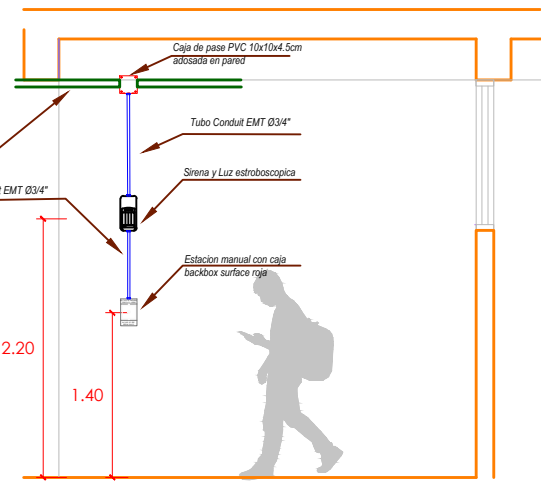 Caja de pase PVC 10x10x4.5cm
adosada en pared
Tubo Conduit EMT Ø3/4"
Sirena y Luz estroboscopica
EMT Ø3/4"
Estacion manual con caja
backbox surface roja
2.20
1.40